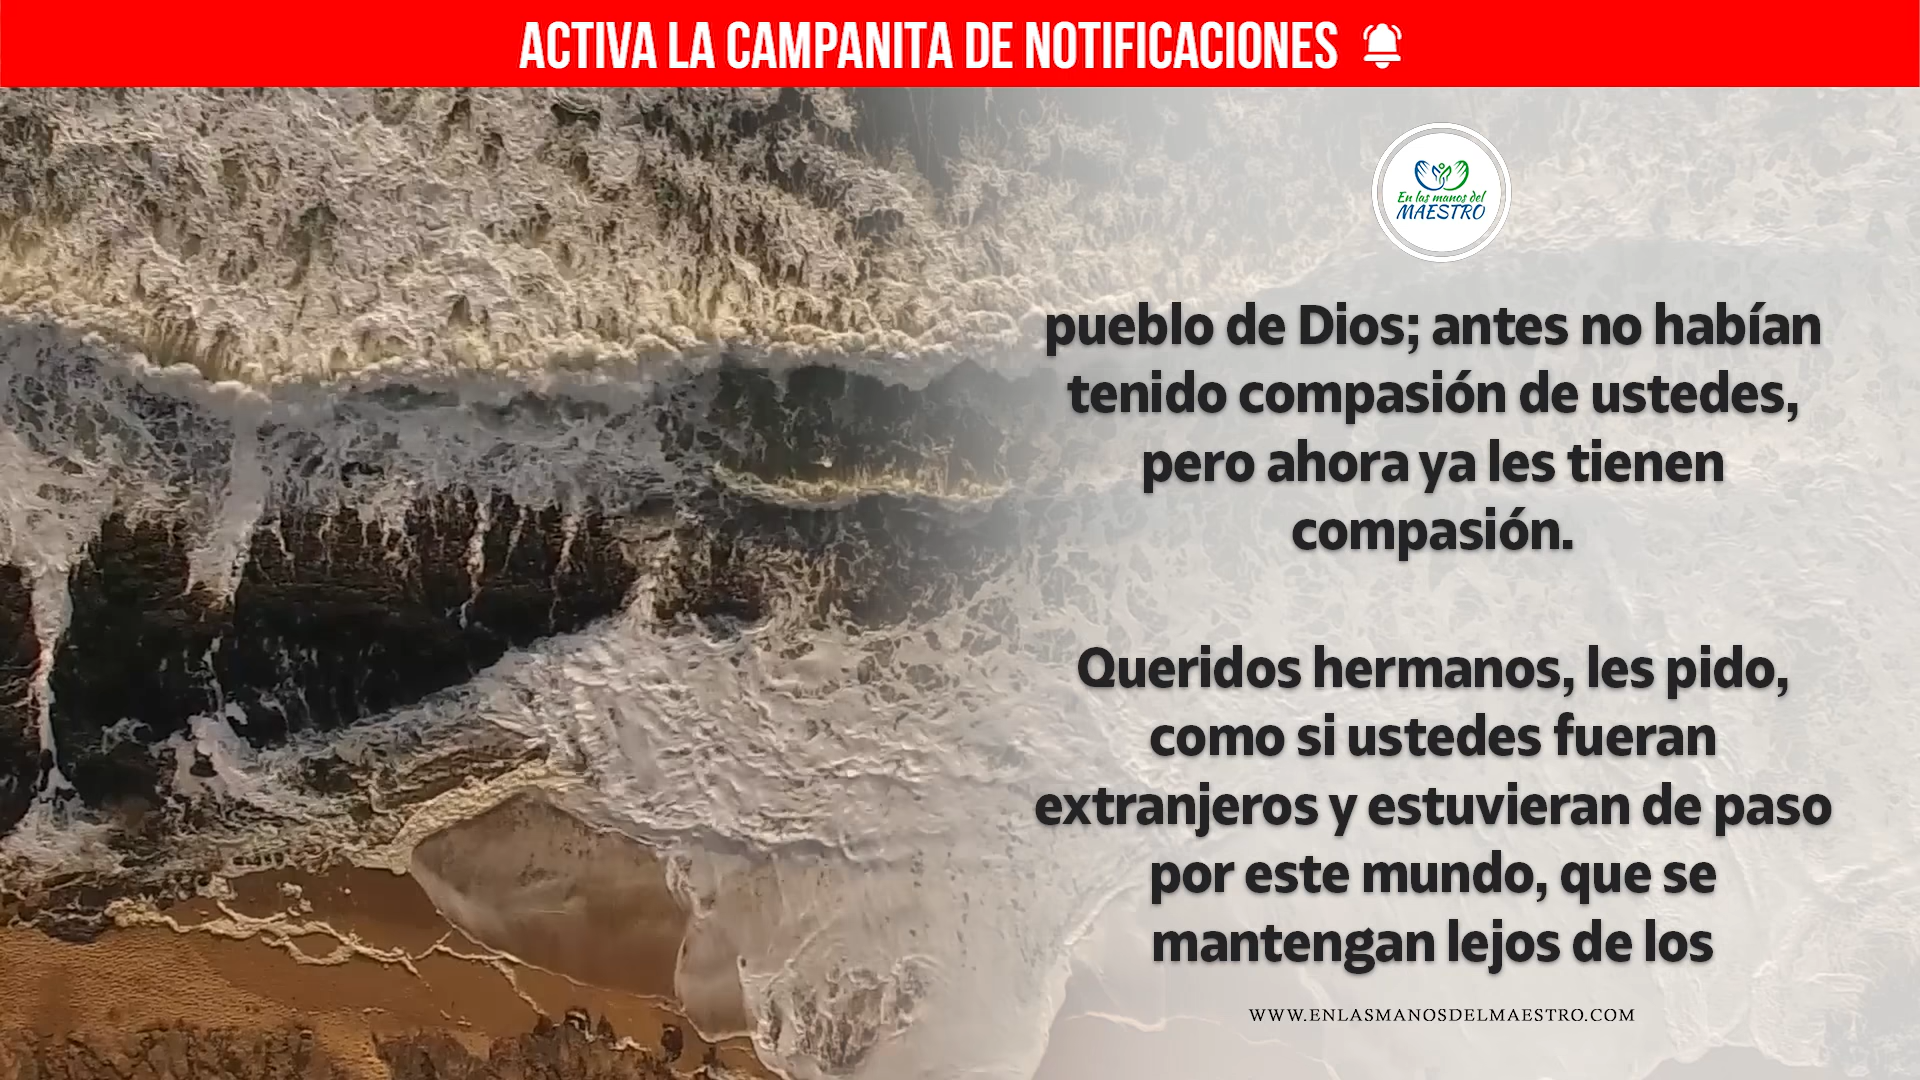 ACTIVA LA CAMPANITA DE NOTIFICACIONES
En las manos del
MAESTRO
pueblo de Dios; antes no habían
tenido compasión de ustedes,
pero ahora ya les tienen
compasión.
Queridos hermanos, les pido,
como si ustedes fueran
extranjeros y estuvieran de paso
por este mundo, que se
mantengan lejos de los
WWW.ENLASMANOSDELMAESTRO.COM